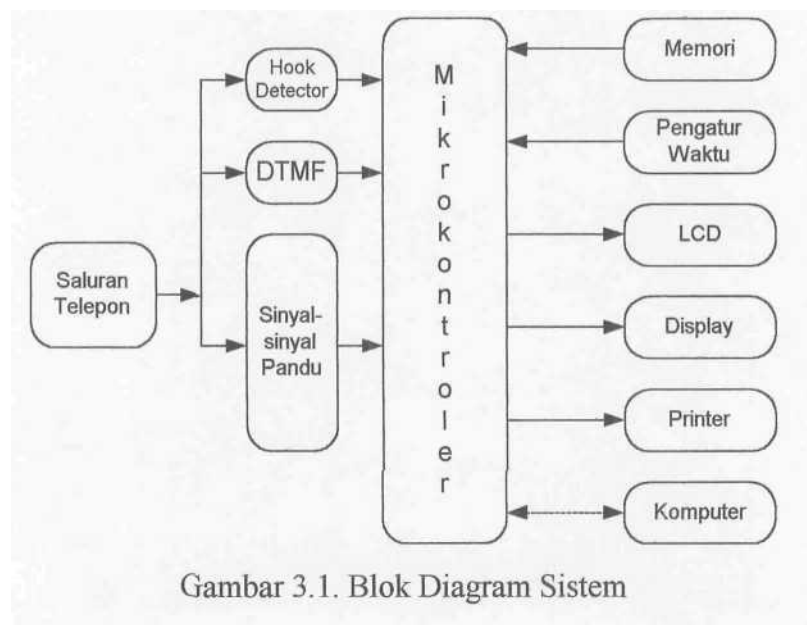 Saluran
Telepon
Hook
Detector
DTMF
Sinyal-
sinyal
Pandu
Mikrokontroler
Memori
Pengatur
Waktu
LCD
Display
Printer
Komputer
Gambar 3.1. Blok Diagram Sistem